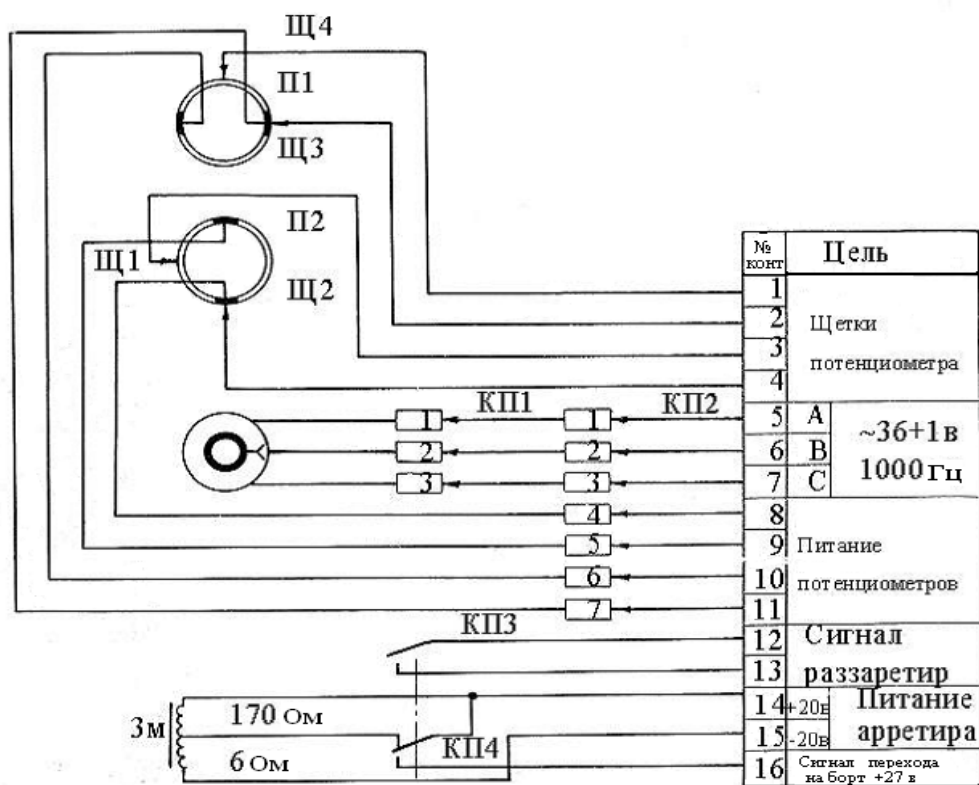 Щ4
П1
Щ3
П2
Щ1
Щ2
№ конт
Цель
1
2
3
4
Щетки
потенциометра
КП1
КП2
1
1
5
А
2
2
6
В
3
3
7
С
~36+1в
1000 Гц
4
8
5
9
6
10
7
11
Питание
потенциометров
КП3
12
13
Сигнал
раззаретир
Эм
170 Ом
6 Ом
КП4
14
+20в
15
-20в
Питание
арретира
16
Сигнал перехода
на борт +27 в